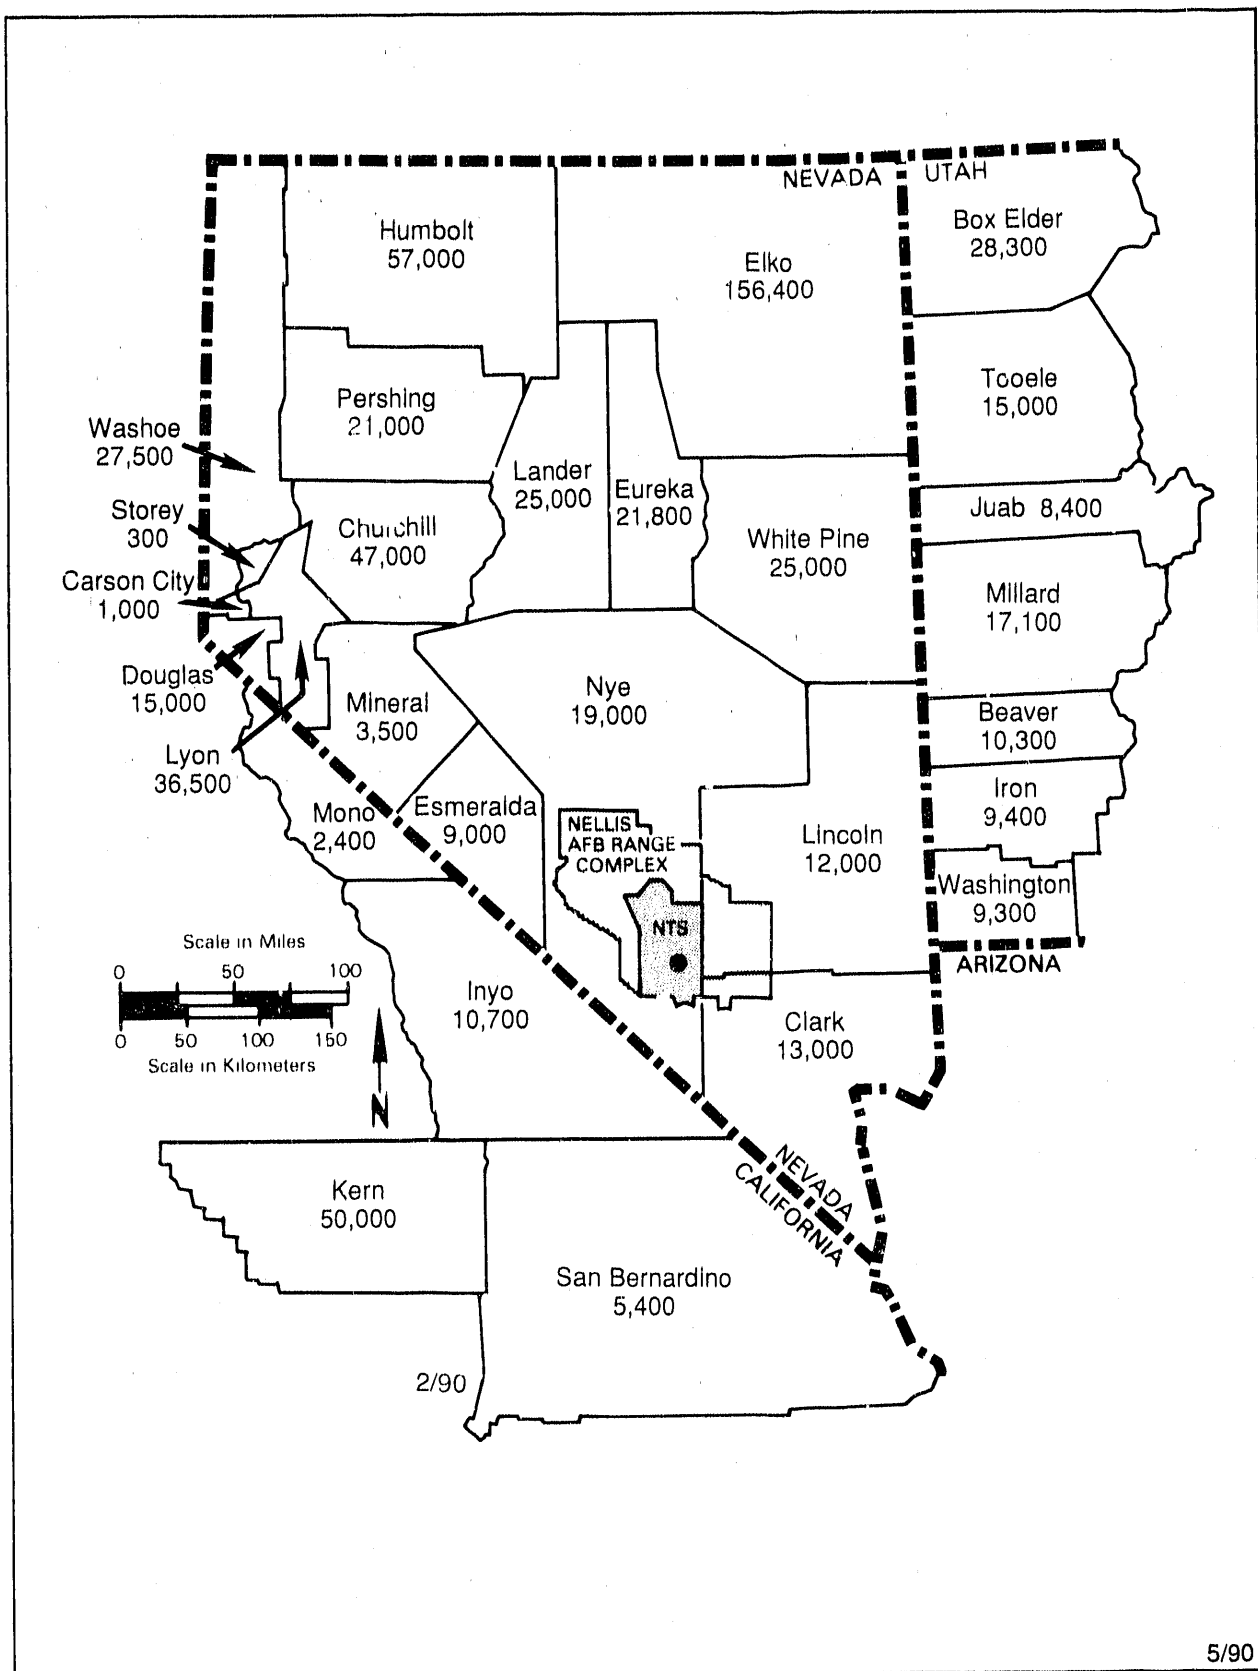 NEVADA
UTAH
Humbolt
57,000
Elko
156,400
Box Elder
28,300
Pershing
21,000
Tooele
15,000
Washoe
27,500
Lander
25,000
Eureka
21,800
Storey
300
Churchill
47,000
White Pine
25,000
Juab 8,400
Carson City
1,000
Millard
17,100
Douglas
15,000
Mineral
3,500
Nye
19,000
Beaver
10,300
Lyon
36,500
Mono
2,400
Esmeralda
9,000
NELLIS
AFB RANGE
COMPLEX
Lincoln
12,000
Iron
9,400
Washington
9,300
NTS
ARIZONA
Scale in Miles
0 50 100
0 50 100 150
Scale in Kilometers
N
Inyo
10,700
Clark
13,000
NEVADA
CALIFORNIA
Kern
50,000
San Bernardino
5,400
2/90
5/90